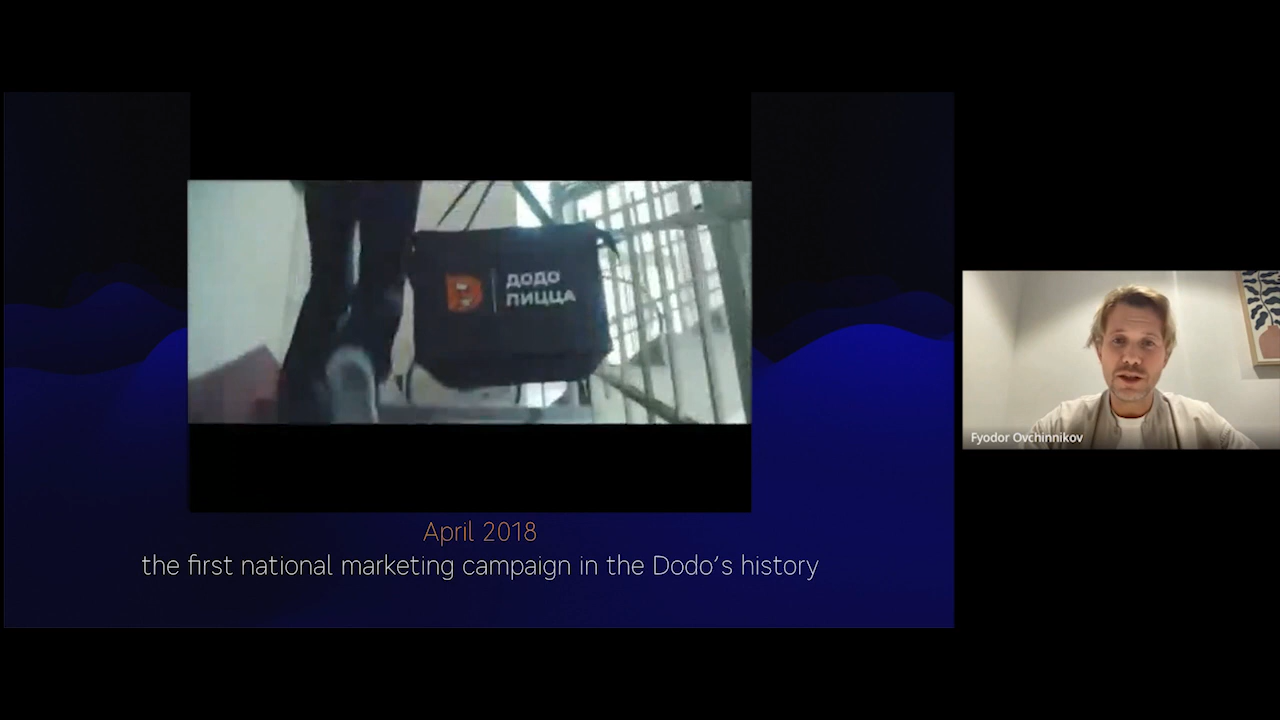 ДОДО
ПИЦЦА
April 2018
the first national marketing campaign in the Dodo's history
Fyodor Ovchinnikov